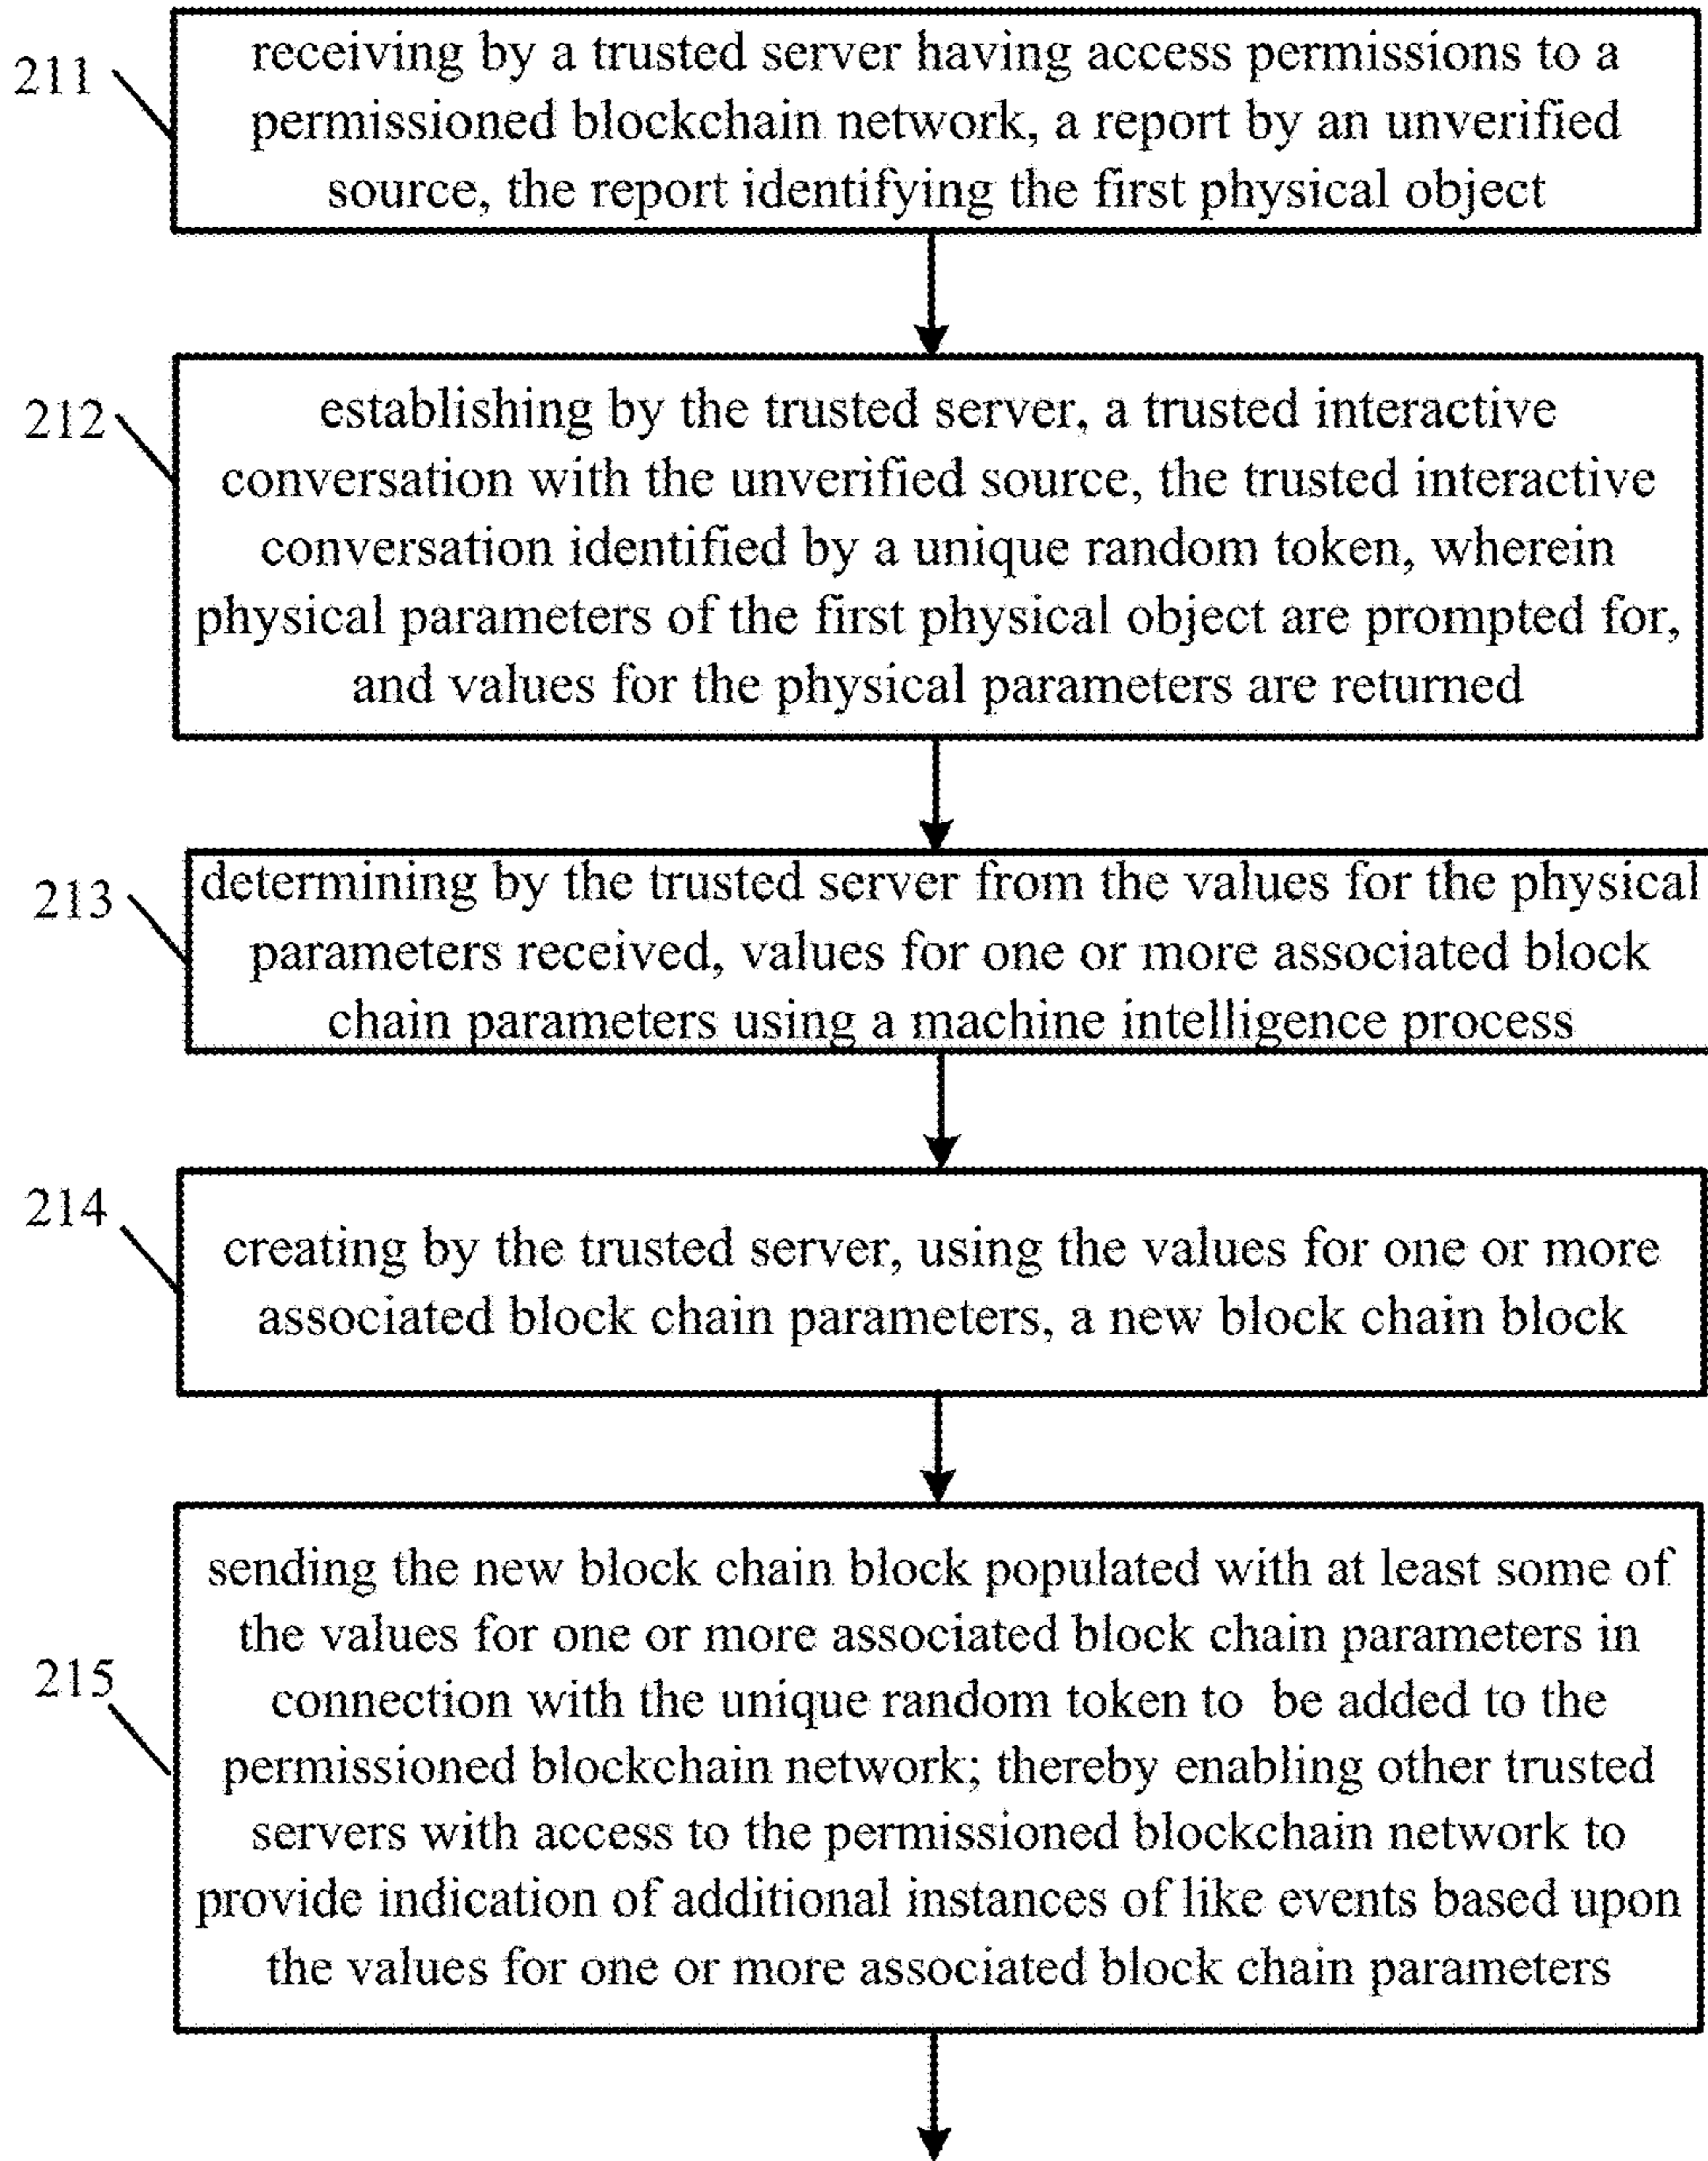 211
receiving by a trusted server having access permissions to a
permissioned blockchain network, a report by an unverified
source, the report identifying the first physical object
212
establishing by the trusted server, a trusted interactive
conversation with the unverified source, the trusted interactive
conversation identified by a unique random token, wherein
physical parameters of the first physical object are prompted for,
and values for the physical parameters are returned
213
determining by the trusted server from the values for the physical
parameters received, values for one or more associated block
chain parameters using a machine intelligence process
214
creating by the trusted server, using the values for one or more
associated block chain parameters, a new block chain block
215
sending the new block chain block populated with at least some of
the values for one or more associated block chain parameters in
connection with the unique random token to be added to the
permissioned blockchain network; thereby enabling other trusted
servers with access to the permissioned blockchain network to
provide indication of additional instances of like events based upon
the values for one or more associated block chain parameters